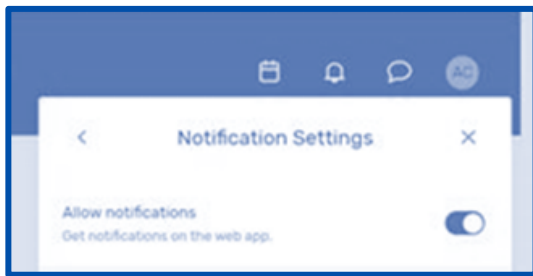 AC
Notification Settings
Allow notifications
Get notifications on the web app.